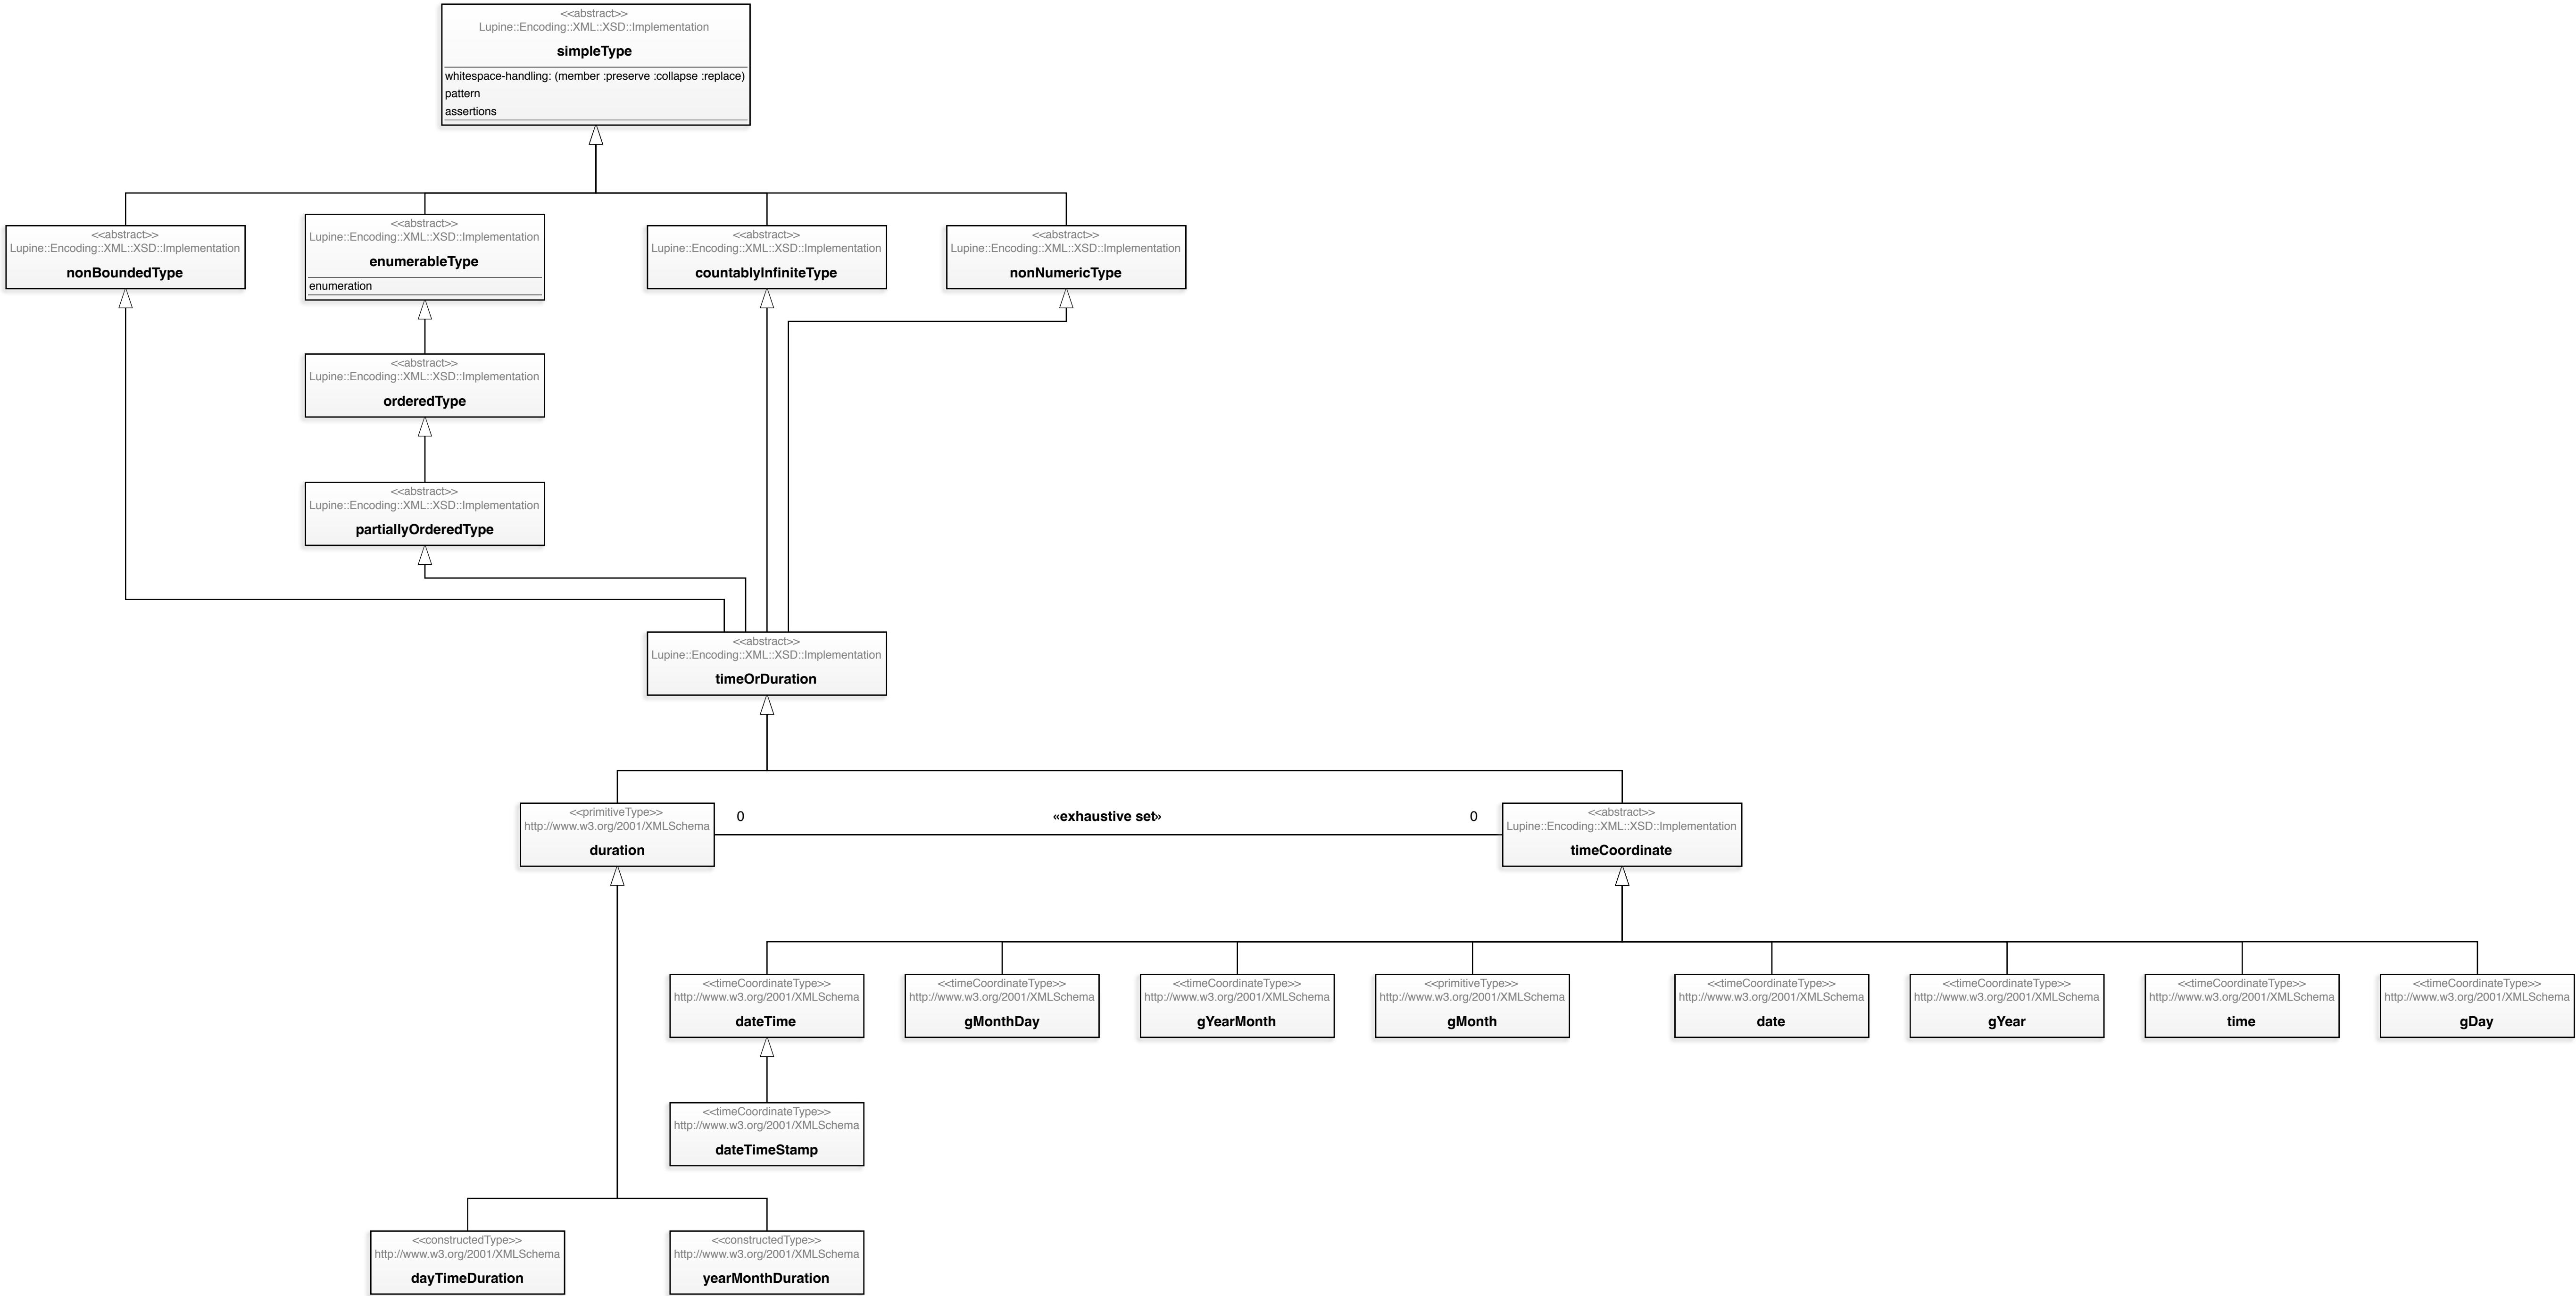 <<abstract>>
Lupine::Encoding::XML::XSD::Implementation
simpleType
whitespace-handling: (member :preserve :collapse :replace)
pattern
assertions
<<abstract>>
Lupine::Encoding::XML::XSD::Implementation
nonBoundedType
<<abstract>>
Lupine::Encoding::XML::XSD::Implementation
enumerableType
enumeration
<<abstract>>
Lupine::Encoding::XML::XSD::Implementation
countablyInfiniteType
<<abstract>>
Lupine::Encoding::XML::XSD::Implementation
nonNumericType
<<abstract>>
Lupine::Encoding::XML::XSD::Implementation
orderedType
<<abstract>>
Lupine::Encoding::XML::XSD::Implementation
partiallyOrderedType
<<abstract>>
Lupine::Encoding::XML::XSD::Implementation
timeOrDuration
<<primitiveType>>
http://www.w3.org/2001/XMLSchema
duration
0 «exhaustive set» 0
<<abstract>>
Lupine::Encoding::XML::XSD::Implementation
timeCoordinate
<<timeCoordinateType>>
http://www.w3.org/2001/XMLSchema
dateTime
<<timeCoordinateType>>
http://www.w3.org/2001/XMLSchema
gMonthDay
<<timeCoordinateType>>
http://www.w3.org/2001/XMLSchema
gYearMonth
<<primitiveType>>
http://www.w3.org/2001/XMLSchema
gMonth
<<timeCoordinateType>>
http://www.w3.org/2001/XMLSchema
date
<<timeCoordinateType>>
http://www.w3.org/2001/XMLSchema
gYear
<<timeCoordinateType>>
http://www.w3.org/2001/XMLSchema
time
<<timeCoordinateType>>
http://www.w3.org/2001/XMLSchema
gDay
<<timeCoordinateType>>
http://www.w3.org/2001/XMLSchema
dateTimeStamp
<<constructedType>>
http://www.w3.org/2001/XMLSchema
dayTimeDuration
<<constructedType>>
http://www.w3.org/2001/XMLSchema
yearMonthDuration